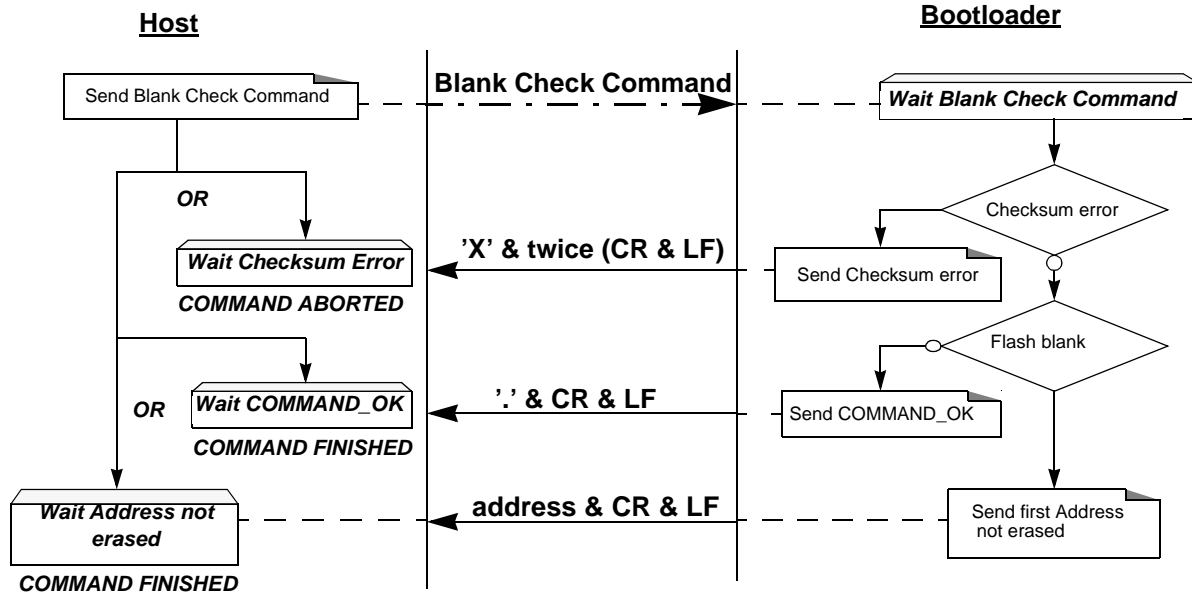 Host
Bootloader
Send Blank Check Command
Blank Check Command
Wait Blank Check Command
OR
Checksum error
Wait Checksum Error
’X’ & twice (CR & LF)
Send Checksum error
COMMAND ABORTED
Flash blank
OR
Wait COMMAND_OK
’.’ & CR & LF
Send COMMAND_OK
COMMAND FINISHED
Wait Address not
erased
address & CR & LF
Send first Address
not erased
COMMAND FINISHED